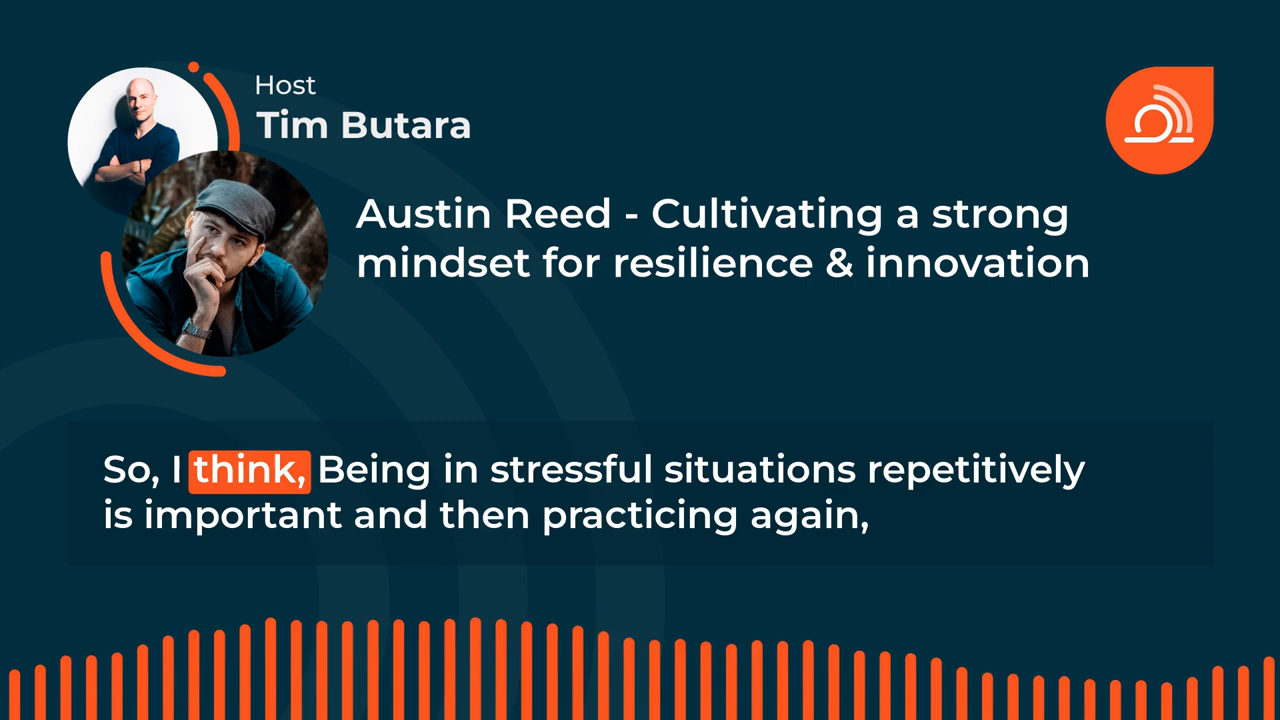 Host
Tim Butara
Austin Reed - Cultivating a strong
mindset for resilience & innovation
So, I think, Being in stressful situations repetitively
is important and then practicing again,